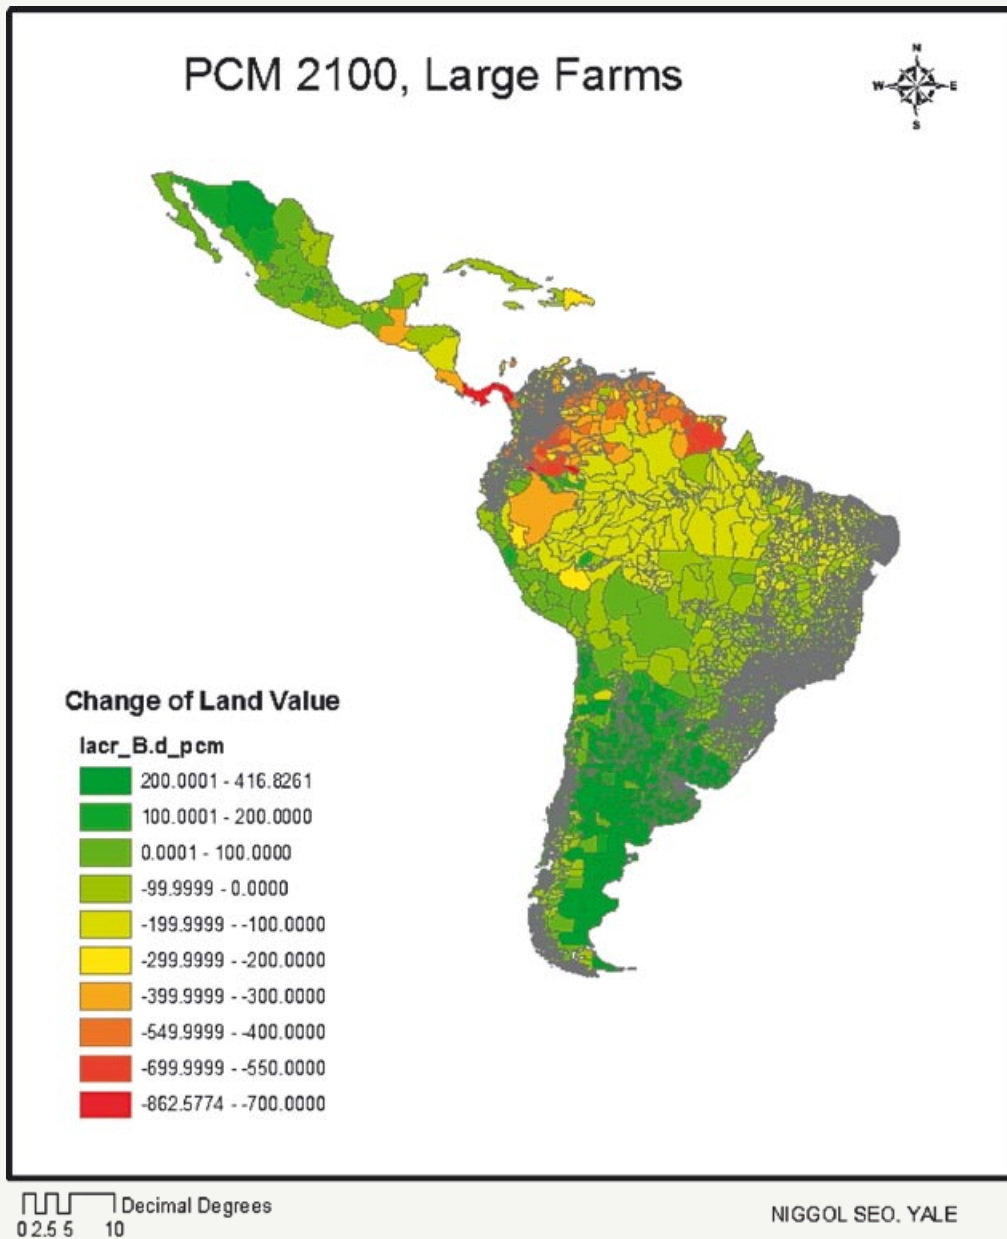 PCM 2100, Large Farms
N
W E
S
Change of Land Value
lacr_B.d_pcm
200.0001 - 416.8261
100.0001 - 200.0000
0.0001 - 100.0000
-99.9999 - 0.0000
-199.9999 - -100.0000
-299.9999 - -200.0000
-399.9999 - -300.0000
-549.9999 - -400.0000
-699.9999 - -550.0000
-862.5774 - -700.0000
Decimal Degrees
0 2.5 5 10
NIGGOL SEO. YALE